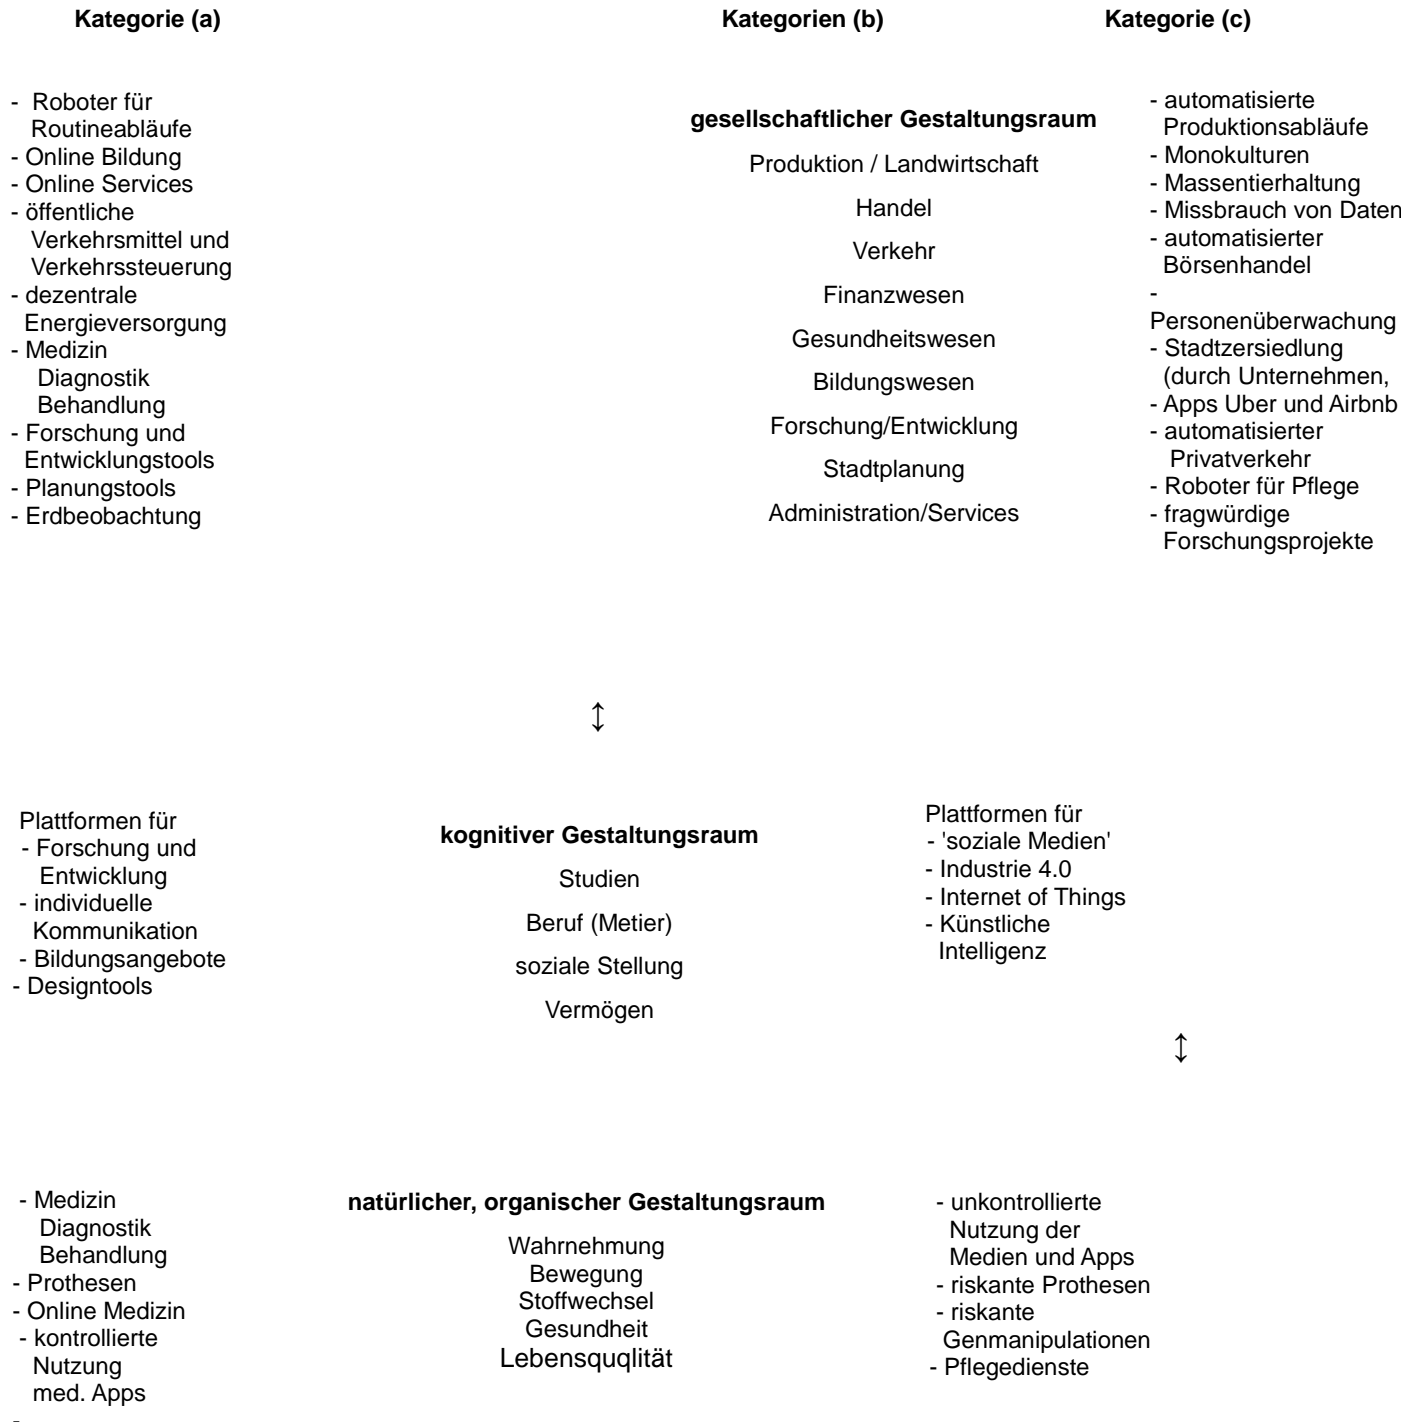 Kategorie (a)
Kategorien (b)
Kategorie (c)
- Roboter für
Routineabläufe
- Online Bildung
- Online Services
- öffentliche
Verkehrsmittel und
Verkehrssteuerung
- dezentrale
Energieversorgung
- Medizin
Diagnostik
Behandlung
- Forschung und
Entwicklungstools
- Planungstools
- Erdbeobachtung
gesellschaftlicher Gestaltungsraum
Produktion / Landwirtschaft
Handel
Verkehr
Finanzwesen
Gesundheitswesen
Bildungswesen
Forschung/Entwicklung
Stadtplanung
Administration/Services
- automatisierte
Produktionsabläufe
- Monokulturen
- Massentierhaltung
- Missbrauch von Daten
- automatisierter
Börsenhandel
-
Personenüberwachung
- Stadtzersiedlung
(durch Unternehmen,
- Apps Uber und Airbnb
- automatisierter
Privatverkehr
- Roboter für Pflege
- fragwürdige
Forschungsprojekte
↕
Plattformen für
- Forschung und
Entwicklung
- individuelle
Kommunikation
- Bildungsangebote
- Designtools
kognitiver Gestaltungsraum
Studien
Beruf (Metier)
soziale Stellung
Vermögen
Plattformen für
- 'soziale Medien'
- Industrie 4.0
- Internet of Things
- Künstliche
Intelligenz
↕
- Medizin
Diagnostik
Behandlung
- Prothesen
- Online Medizin
- kontrollierte
Nutzung
med. Apps
-
natürlicher, organischer Gestaltungsraum
Wahrnehmung
Bewegung
Stoffwechsel
Gesundheit
Lebensquqlität
- unkontrollierte
Nutzung der
Medien und Apps
- riskante Prothesen
- riskante
Genmanipulationen
- Pflegedienste